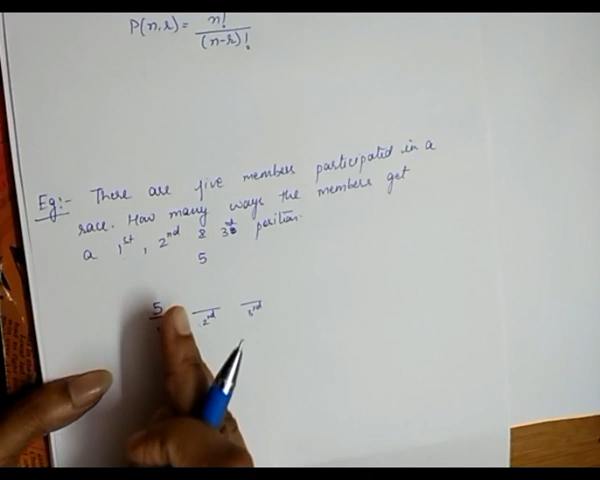 P(n,r) = n! / (n-r)!
Eg:- There are five members participated in a
race. How many ways the members get
a 1st, 2nd & 3rd position.
5
5
2nd 3rd